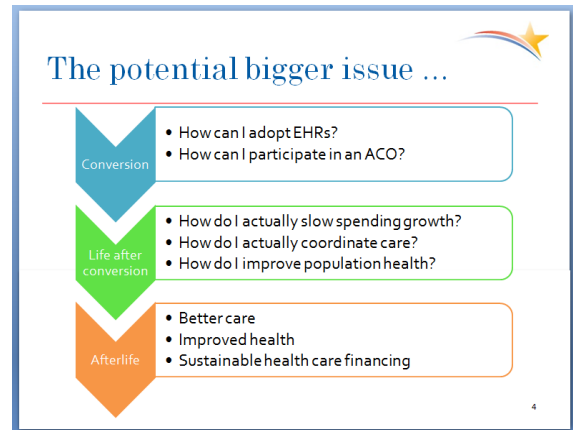 The potential bigger issue ...
Conversion
• How can I adopt EHRs?
• How can I participate in an ACO?
Life after
conversion
• How do I actually slow spending growth?
• How do I actually coordinate care?
• How do I improve population health?
Afterlife
• Better care
• Improved health
• Sustainable health care financing
4